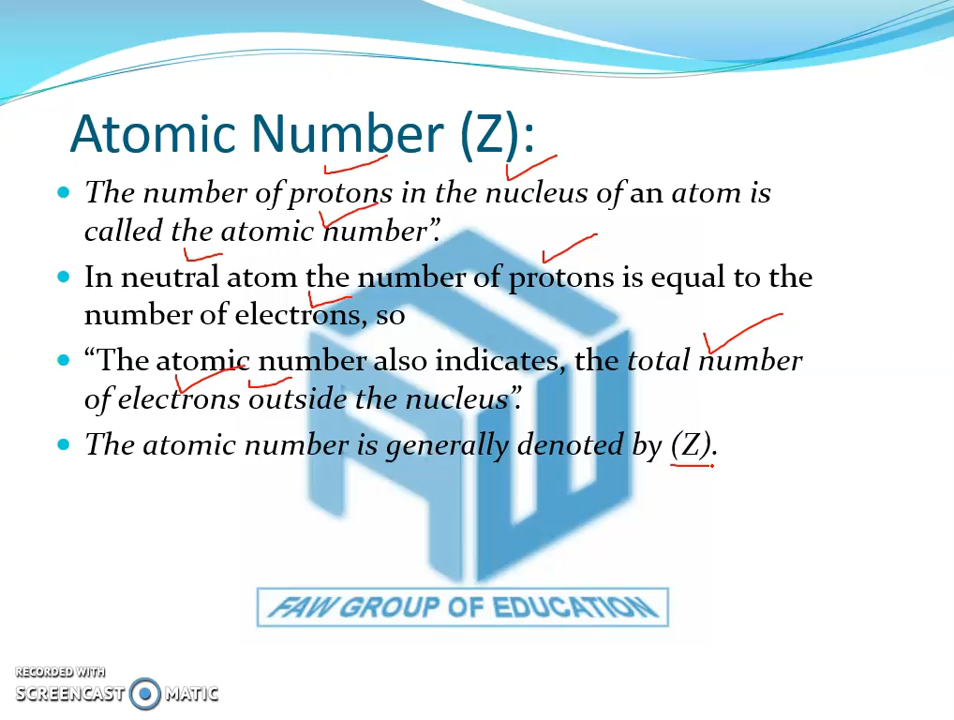 Atomic Number (Z):
• The number of protons in the nucleus of an atom is
called the atomic number”.
• In neutral atom the number of protons is equal to the
number of electrons, so
• “The atomic number also indicates, the total number
of electrons outside the nucleus”.
• The atomic number is generally denoted by (Z).
FAW GROUP OF EDUCATION
RECORDED WITH
SCREENCAST MATIC